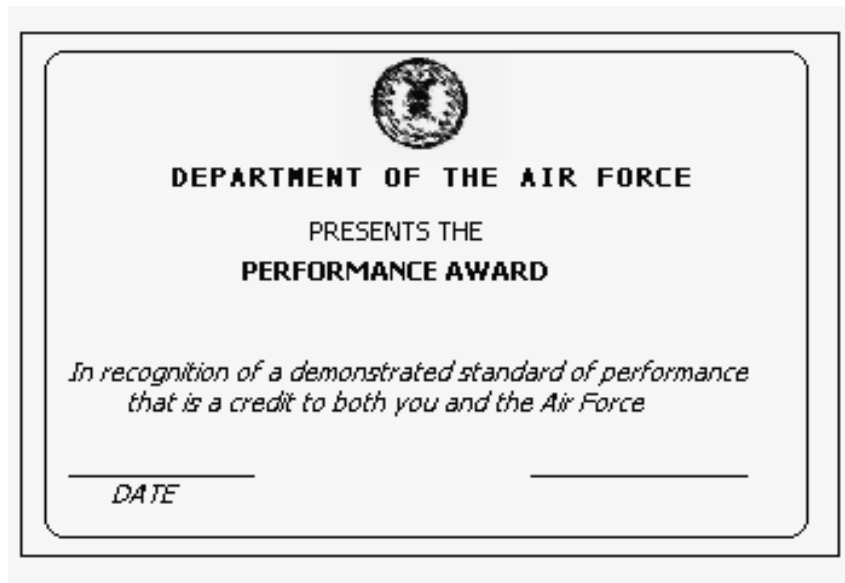 DEPARTMENT OF THE AIR FORCE
PRESENTS THE
PERFORMANCE AWARD
In recognition of a demonstrated standard of performance
that is a credit to both you and the Air Force
DATE